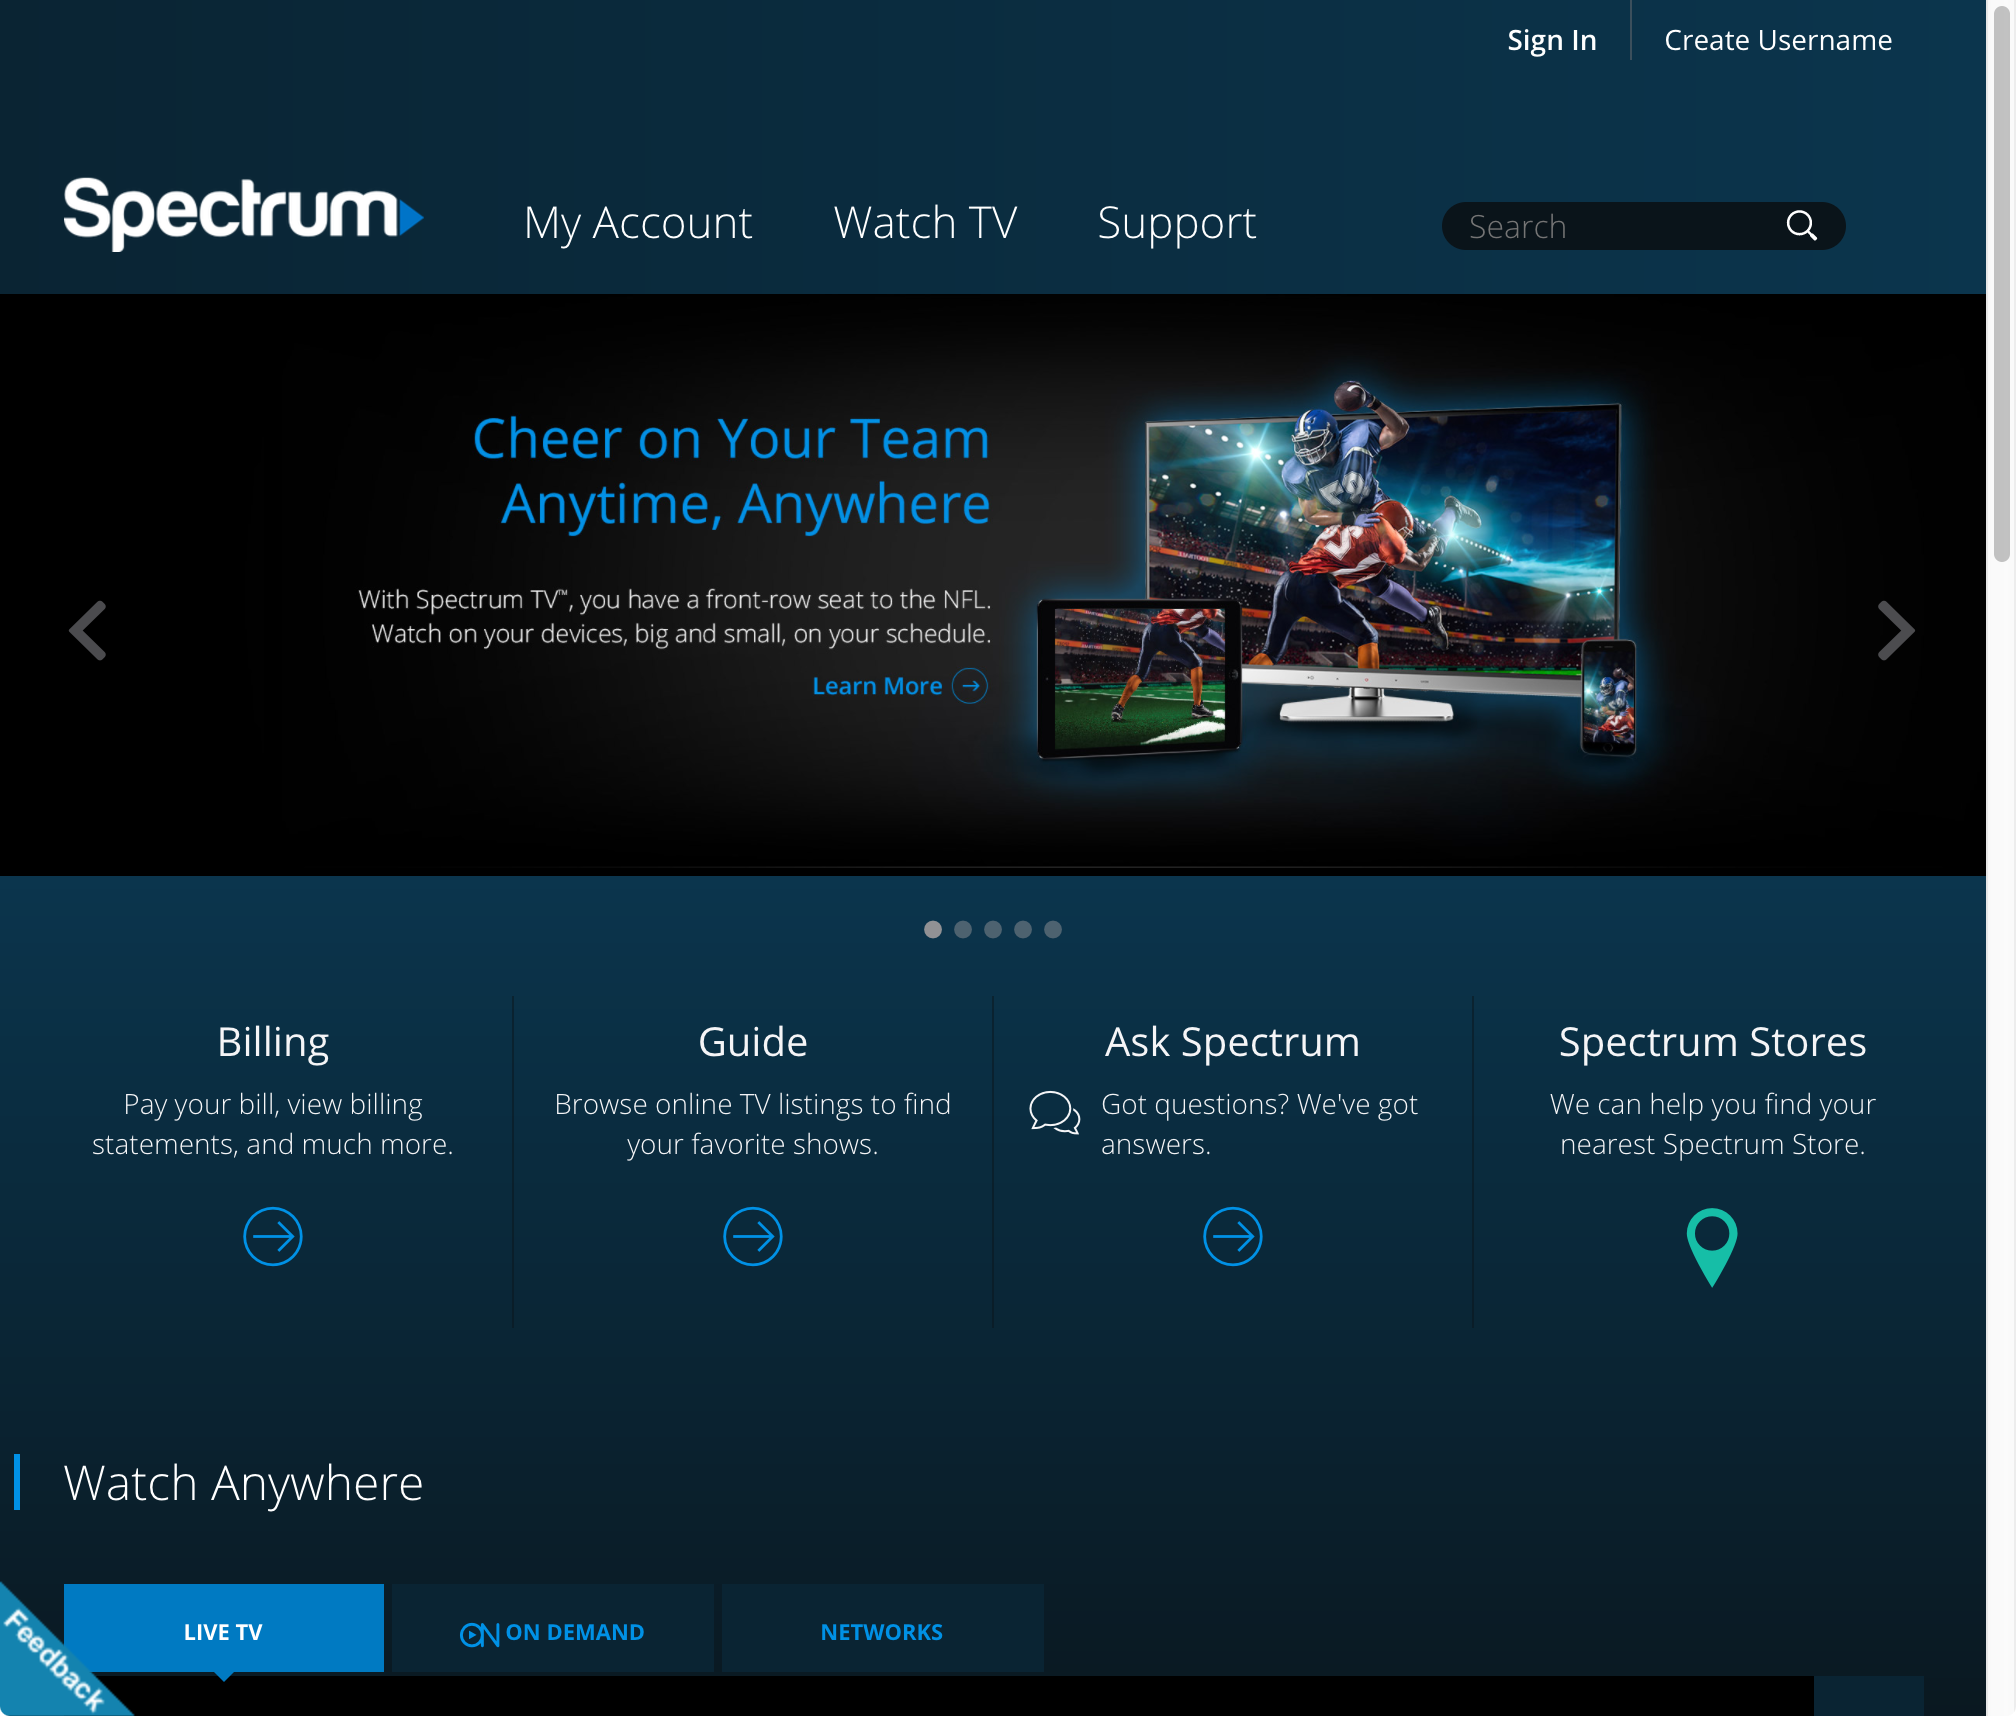 Sign In
Create Username
Spectrum
My Account
Watch TV
Support
Search
Cheer on Your Team
Anytime, Anywhere
With Spectrum TV™, you have a front-row seat to the NFL.
Watch on your devices, big and small, on your schedule.
Learn More
Billing
Pay your bill, view billing
statements, and much more.
Guide
Browse online TV listings to find
your favorite shows.
Ask Spectrum
Got questions? We've got
answers.
Spectrum Stores
We can help you find your
nearest Spectrum Store.
Watch Anywhere
LIVE TV
ON ON DEMAND
NETWORKS
Feedback